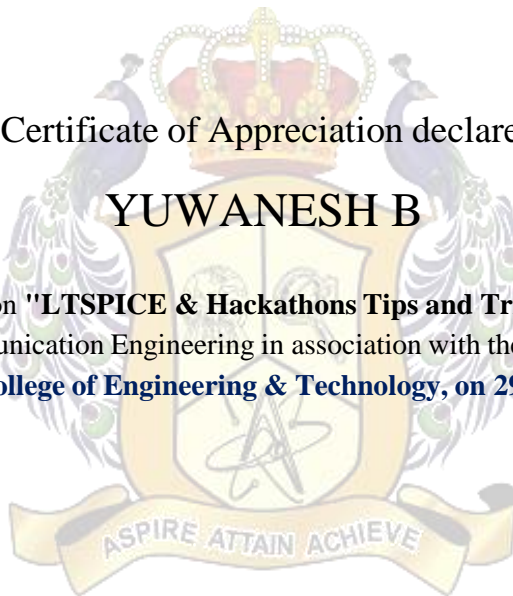 Certificate of Appreciation declare
YUWANESH B
on "LTSPICE & Hackathons Tips and Tr
unication Engineering in association with the
ollege of Engineering & Technology, on 29
ASPIRE ATTAIN ACHIEVE